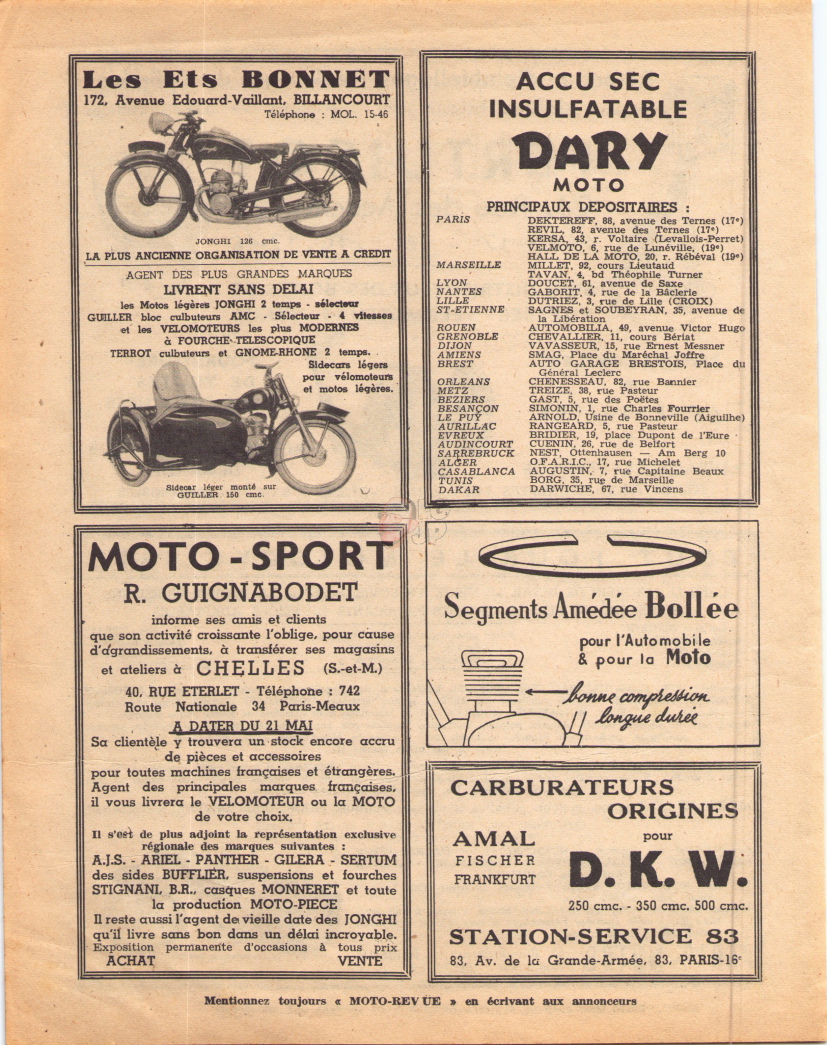 Les Ets BONNET
172, Avenue Edouard-Vaillant, BILLANCOURT
Téléphone : MOL. 15-46
JONGHI 126 cmc.
LA PLUS ANCIENNE ORGANISATION DE VENTE A CREDIT
AGENT DES PLUS GRANDES MARQUES
LIVRENT SANS DELAI
les Motos légères JONGHI 2 temps - sélecteur
GUILLER bloc culbuteurs AMC - Sélecteur - 4 vitesses
et les VELOMOTEURS les plus MODERNES
à FOURCHE TELESCOPIQUE
TERROT culbuteurs et GNOME-RHONE 2 temps.
Sidecars légers
pour vélomoteurs
et motos légères.
Sidecar léger monté sur
GUILLER 150 cmc.
ACCU SEC
INSULFATABLE
DARY
MOTO
PRINCIPAUX DEPOSITAIRES :
PARIS DEKTEREFF, 88, avenue des Ternes (17e)
REVIL, 82, avenue des Ternes (17e)
KERSA, 43, r. Voltaire (Levallois-Perret)
VELMOTO, 6, rue de Lunéville, (19e)
HALL DE LA MOTO, 20, r. Rébéval (19e)
MARSEILLE MILLET, 92, cours Lieutaud
TAVAN, 4, bd Théophile Turner
LYON DOUCET, 61, avenue de Saxe
NANTES GABORIT, 4, rue de la Bâclerie
LILLE DUTRIEZ, 3, rue de Lille (CROIX)
ST-ETIENNE SAGNES et SOUBEYRAN, 35, avenue de
la Libération
ROUEN AUTOMOBILIA, 49, avenue Victor Hugo
GRENOBLE CHEVALLIER, 11, cours Bériat
DIJON VAVASSEUR, 15, rue Ernest Messner
AMIENS SMAG, Place du Maréchal Joffre
BREST AUTO GARAGE BRESTOIS, Place du
Général Leclerc
ORLEANS CHENESSEAU, 82, rue Bannier
METZ TREIZE, 38, rue Pasteur
BEZIERS GAST, 5, rue des Poëtes
BESANÇON SIMONIN, 1, rue Charles Fourrier
LE PUY ARNOLD, Usine de Bonneville (Aiguilhe)
AURILLAC RANGEARD, 5, rue Pasteur
EVREUX BRIDIER, 19, place Dupont de l'Eure
AUDINCOURT CUENIN, 26, rue de Belfort
SARREBRUCK NEST, Ottenhausen — Am Berg 10
ALGER O.F.A.R.I.C., 17, rue Michelet
CASABLANCA AUGUSTIN, 7, rue Capitaine Beaux
TUNIS BORG, 35, rue de Marseille
DAKAR DARWICHE, 67, rue Vincens
MOTO - SPORT
R. GUIGNABODET
informe ses amis et clients
que son activité croissante l'oblige, pour cause
d'agrandissements, à transférer ses magasins
et ateliers à CHELLES (S.-et-M.)
40, RUE ETERLET - Téléphone : 742
Route Nationale 34 Paris-Meaux
A DATER DU 21 MAI
Sa clientèle y trouvera un stock encore accru
de pièces et accessoires
pour toutes machines françaises et étrangères.
Agent des principales marques françaises,
il vous livrera le VELOMOTEUR ou la MOTO
de votre choix.
Il s'est de plus adjoint la représentation exclusive
régionale des marques suivantes :
A.J.S. - ARIEL - PANTHER - GILERA - SERTUM
des sides BUFFLIER, suspensions et fourches
STIGNANI, B.R., casques MONNERET et toute
la production MOTO-PIECE
Il reste aussi l'agent de vieille date des JONGHI
qu'il livre sans bon dans un délai incroyable.
Exposition permanente d'occasions à tous prix
ACHAT VENTE
Segments Amédée Bollée
pour l'Automobile
& pour la Moto
bonne compression
longue durée
CARBURATEURS
ORIGINES
AMAL
FISCHER
FRANKFURT
pour
D. K. W.
250 cmc. - 350 cmc. 500 cmc.
STATION-SERVICE 83
83, Av. de la Grande-Armée, 83, PARIS-16e
Mentionnez toujours « MOTO-REVUE » en écrivant aux annonceurs